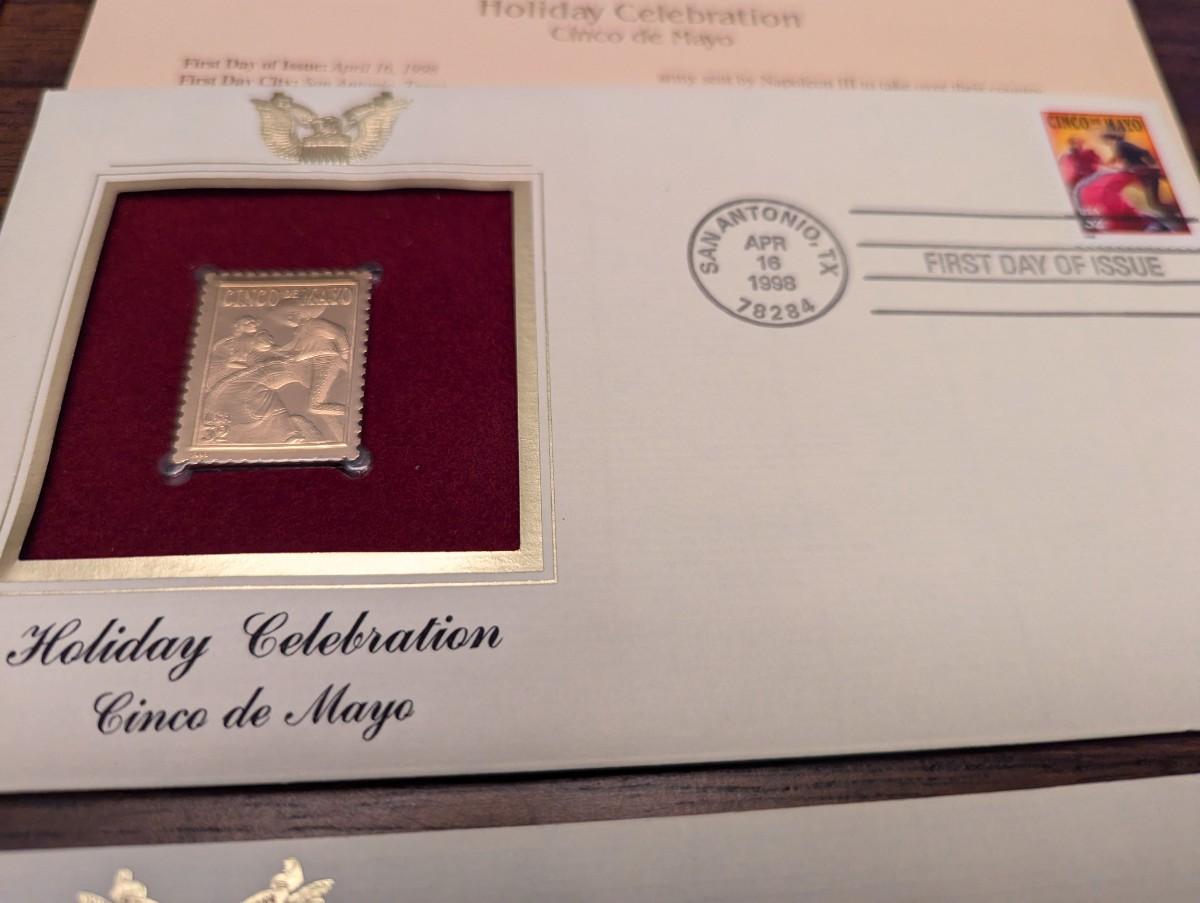 Holiday Celebration
Cinco de Mayo
First Day of Issue: April 16, 1998
First Day City: San Antonio, Texas
army sent by Napoleon III to take over their country
CINCO DE MAYO
SAN ANTONIO, TX
APR
16
1998
78284
FIRST DAY OF ISSUE
CINCO DE MAYO
32
Holiday Celebration
Cinco de Mayo